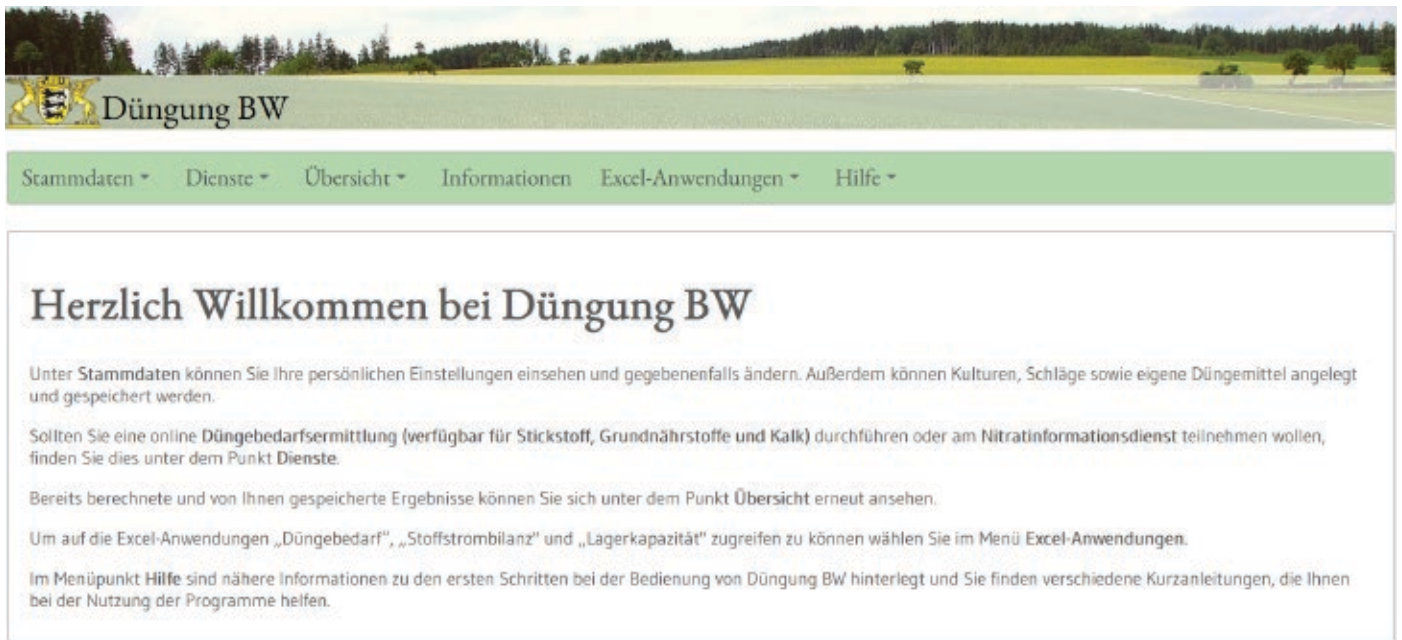 Düngung BW
Stammdaten Dienste Übersicht Informationen Excel-Anwendungen Hilfe
Herzlich Willkommen bei Düngung BW
Unter Stammdaten können Sie Ihre persönlichen Einstellungen einsehen und gegebenenfalls ändern. Außerdem können Kulturen, Schläge sowie eigene Düngemittel angelegt
und gespeichert werden.
Sollten Sie eine online Düngebedarfsermittlung (verfügbar für Stickstoff, Grundnährstoffe und Kalk) durchführen oder am Nitratinformationsdienst teilnehmen wollen,
finden Sie dies unter dem Punkt Dienste.
Bereits berechnete und von Ihnen gespeicherte Ergebnisse können Sie sich unter dem Punkt Übersicht erneut ansehen.
Um auf die Excel-Anwendungen „Düngebedarf", „Stoffstrombilanz" und „Lagerkapazität" zugreifen zu können wählen Sie im Menü Excel-Anwendungen.
Im Menüpunkt Hilfe sind nähere Informationen zu den ersten Schritten bei der Bedienung von Düngung BW hinterlegt und Sie finden verschiedene Kurzanleitungen, die Ihnen
bei der Nutzung der Programme helfen.